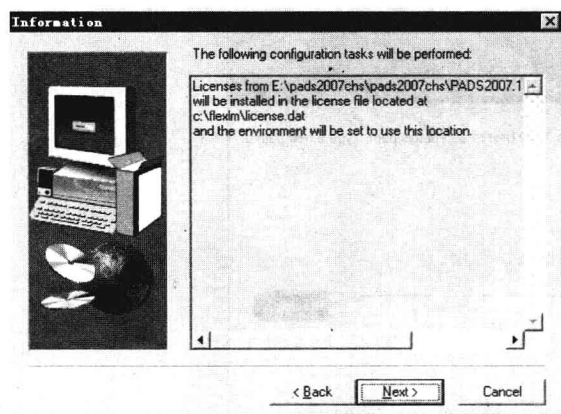 Information
The following configuration tasks will be performed:
Licenses from E:\pads2007chs\pads2007chs\PADS2007.1
will be installed in the license file located at
c:\flexlm\license.dat
and the environment will be set to use this location.
< Back
Next >
Cancel